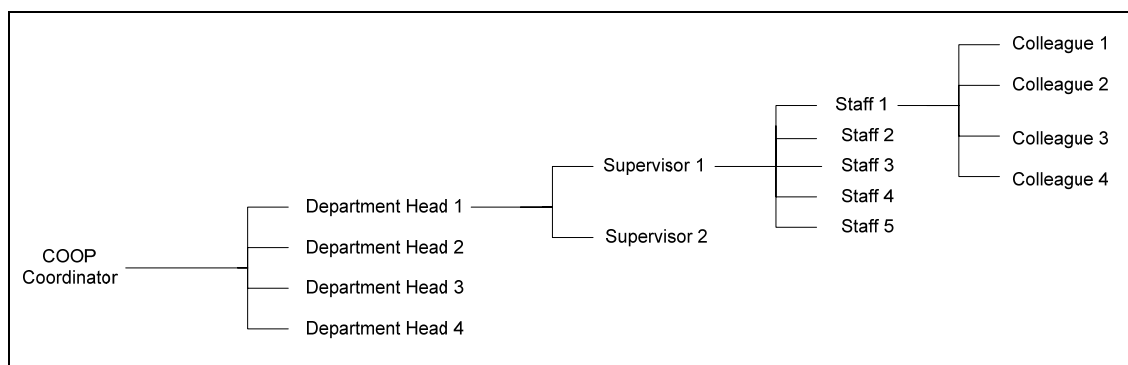 COOP
Coordinator
Department Head 1
Department Head 2
Department Head 3
Department Head 4
Supervisor 1
Supervisor 2
Staff 1
Staff 2
Staff 3
Staff 4
Staff 5
Colleague 1
Colleague 2
Colleague 3
Colleague 4